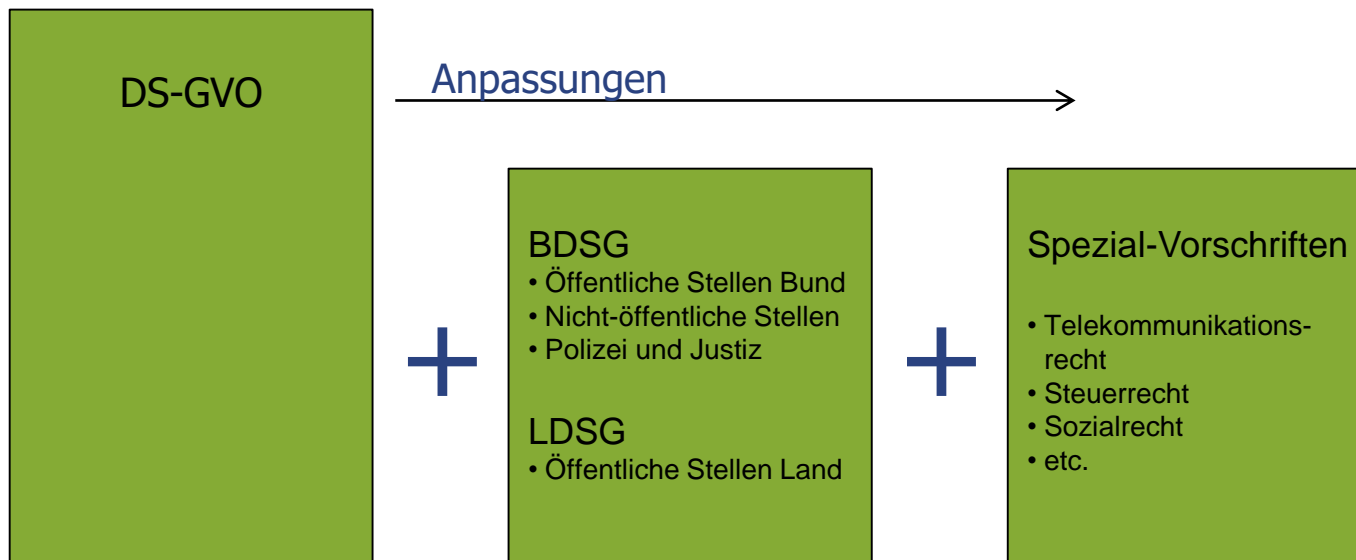 DS-GVO
Anpassungen
+
BDSG
• Öffentliche Stellen Bund
• Nicht-öffentliche Stellen
• Polizei und Justiz
LDSG
• Öffentliche Stellen Land
+
Spezial-Vorschriften
• Telekommunikations-
recht
• Steuerrecht
• Sozialrecht
• etc.